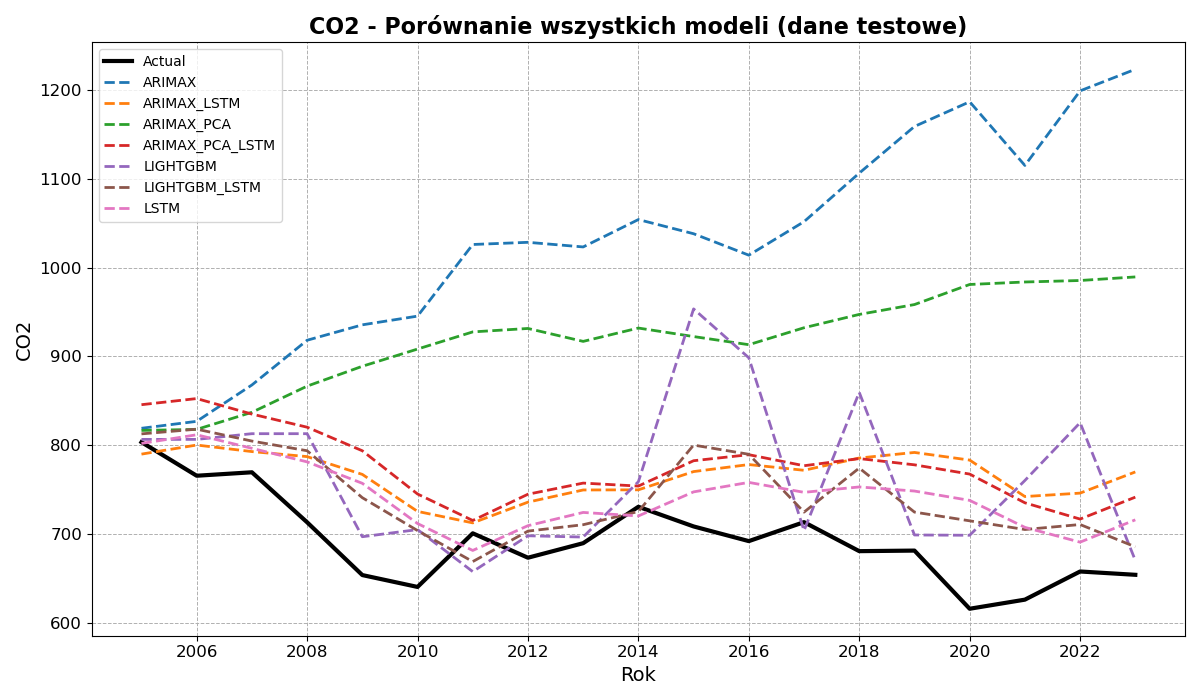 CO2 - Porównanie wszystkich modeli (dane testowe)
Actual
ARIMAX
ARIMAX_LSTM
ARIMAX_PCA
ARIMAX_PCA_LSTM
LIGHTGBM
LIGHTGBM_LSTM
LSTM
CO2
1200
1100
1000
900
800
700
600
2006 2008 2010 2012 2014 2016 2018 2020 2022
Rok